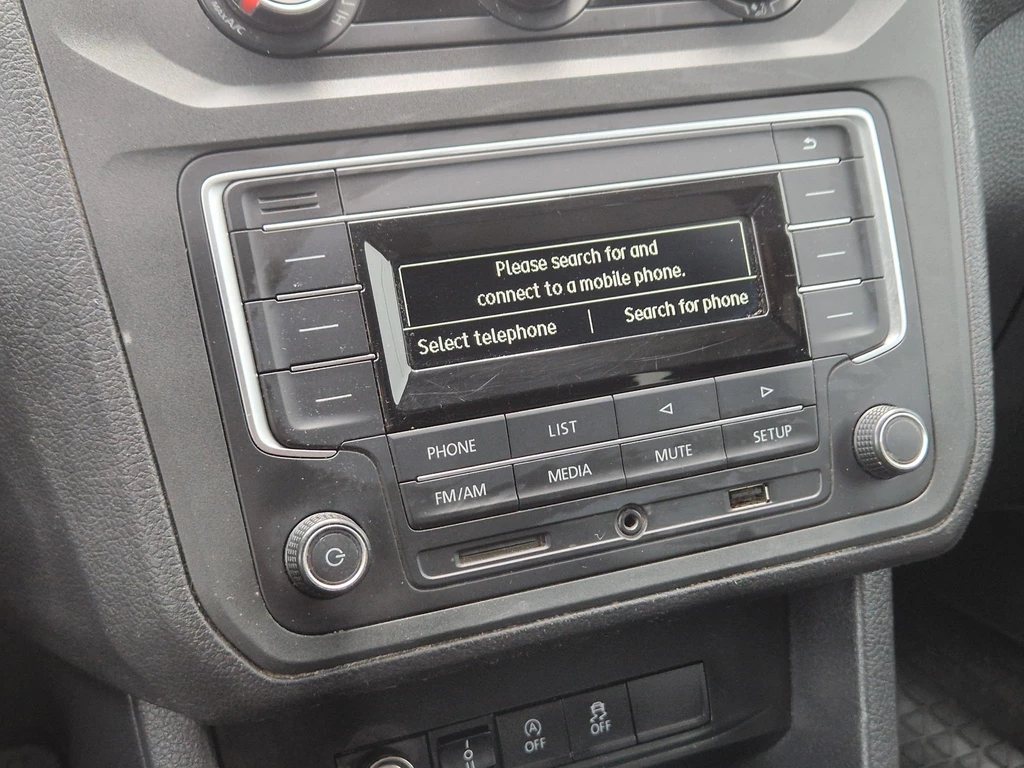 A/C
HI
Please search for and
connect to a mobile phone.
Select telephone | Search for phone
PHONE LIST
FM/AM MEDIA MUTE SETUP
A
OFF OFF